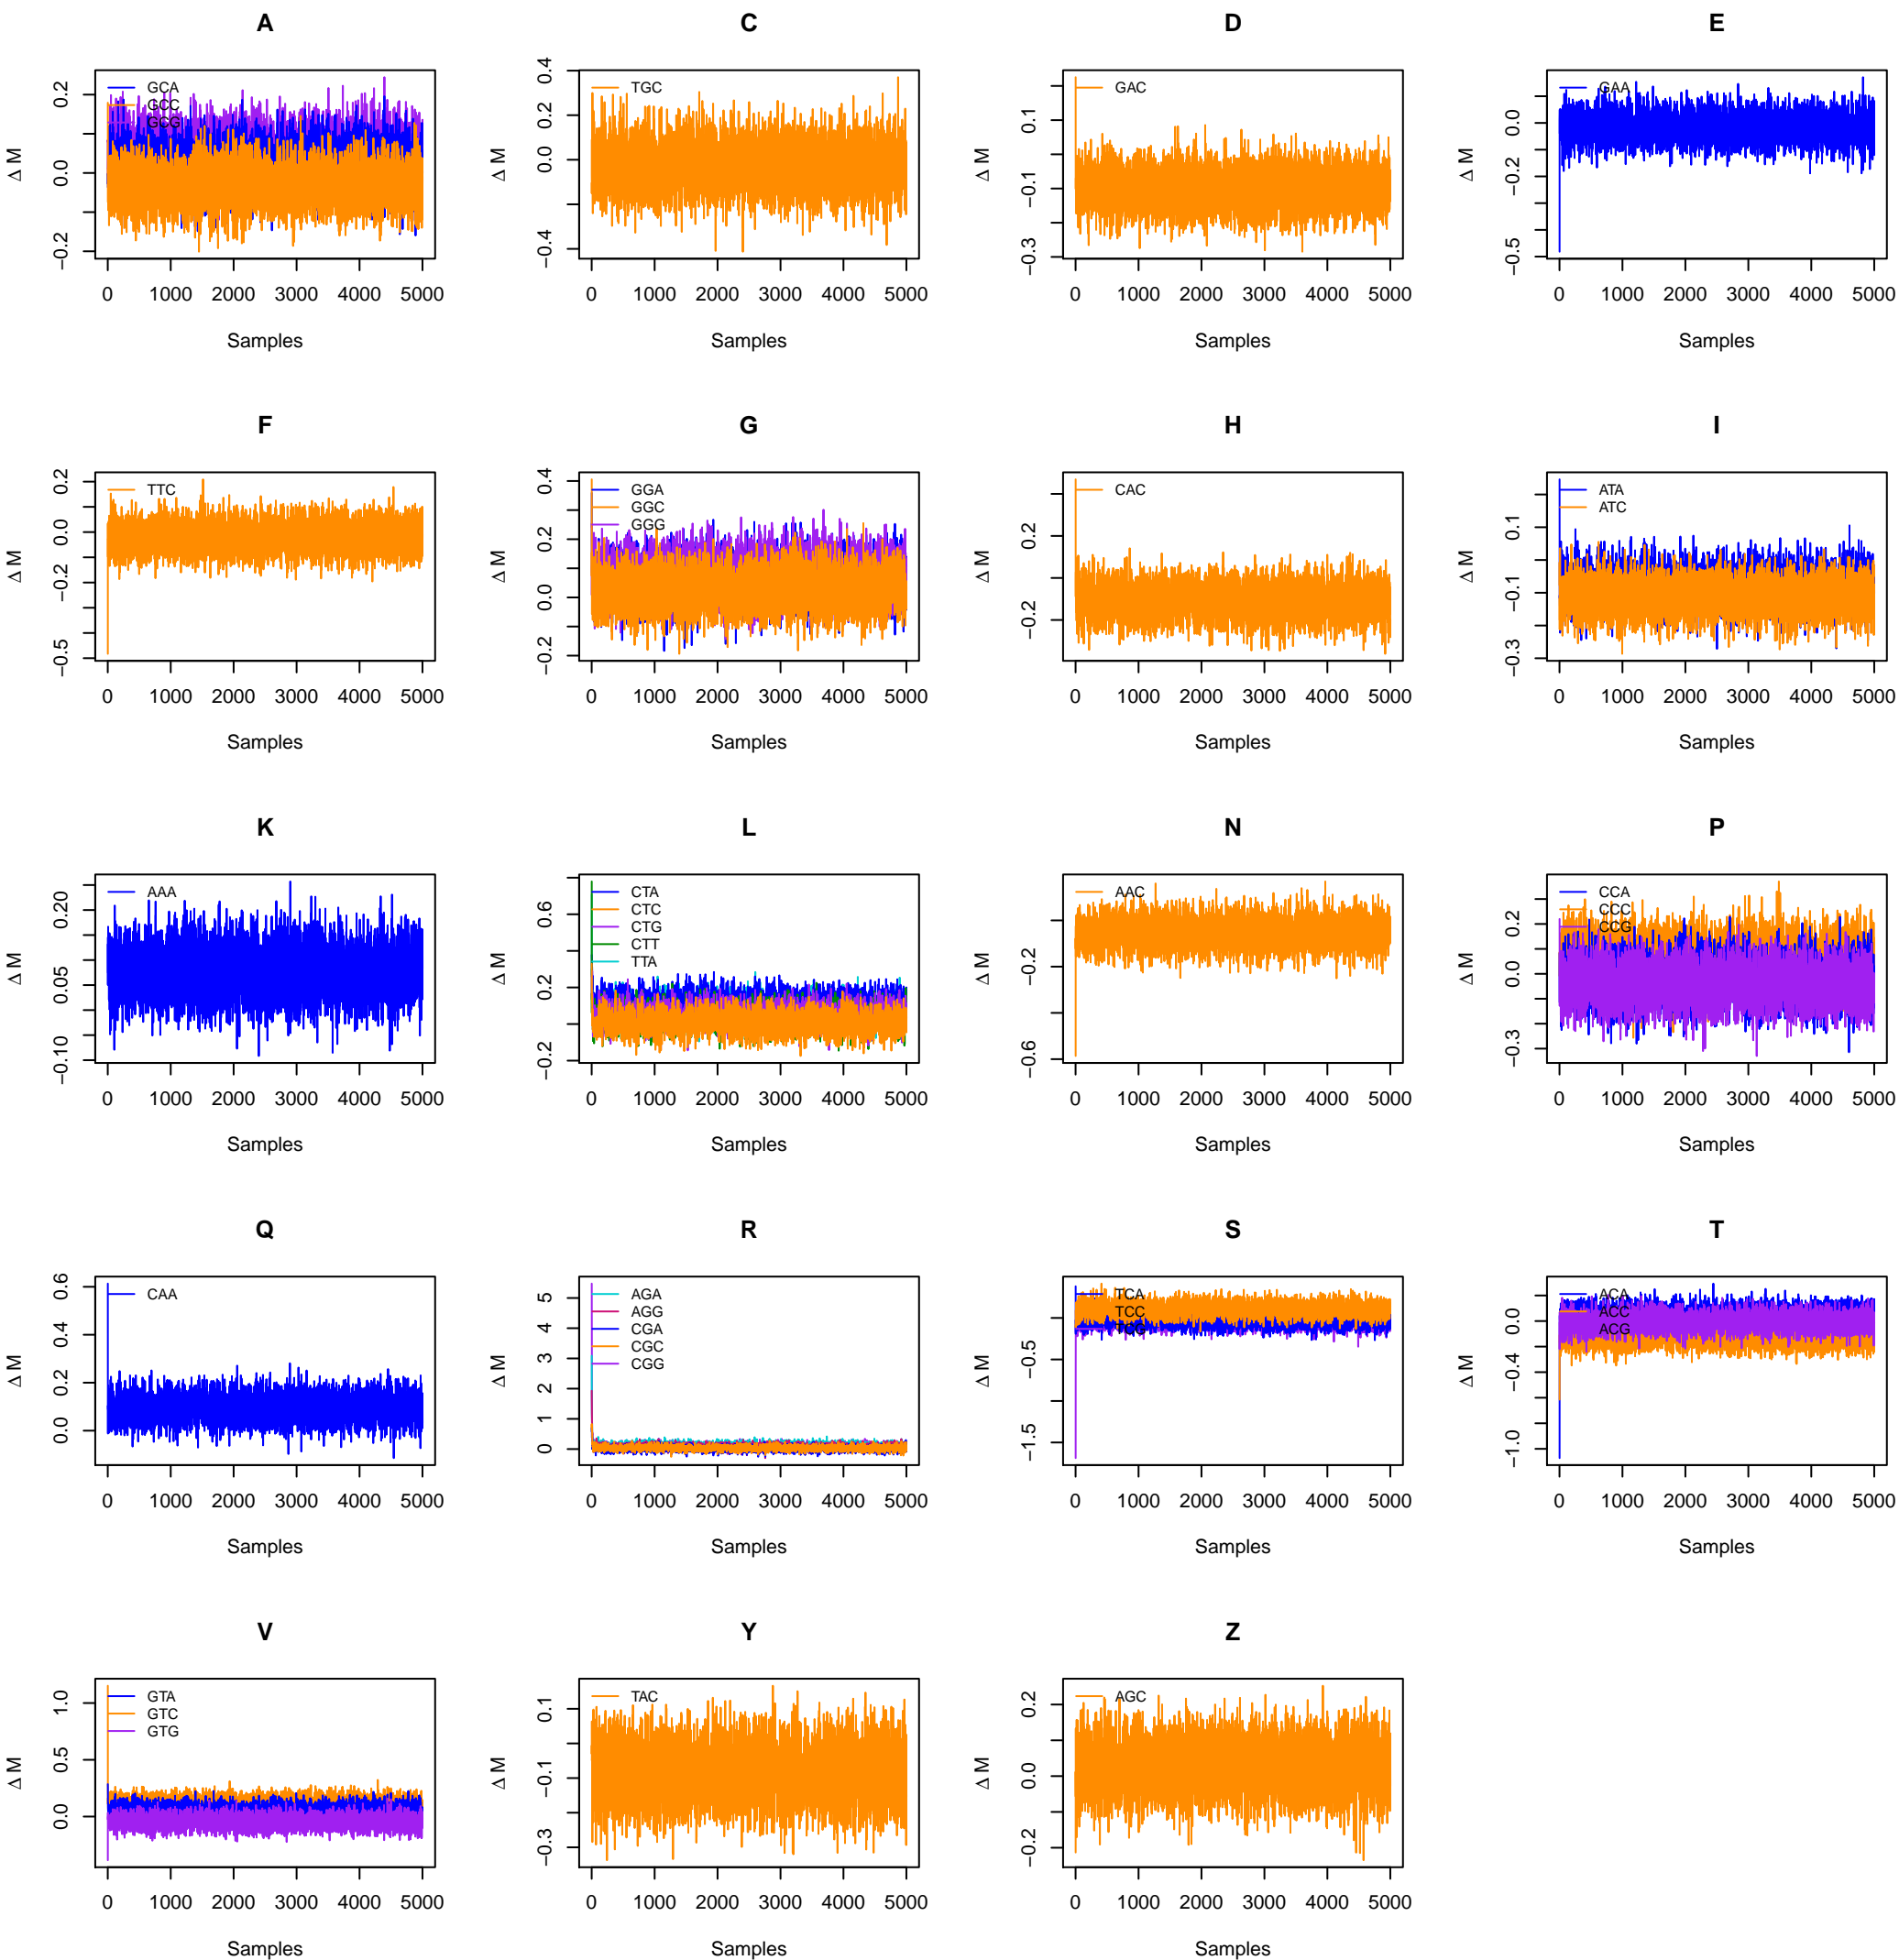 A
Δ M
−0.2 0.0 0.2
GCA
GCC
GCG
0 1000 2000 3000 4000 5000
Samples
C
Δ M
−0.4 0.0 0.2 0.4
TGC
0 1000 2000 3000 4000 5000
Samples
D
Δ M
−0.3 −0.1 0.1
GAC
0 1000 2000 3000 4000 5000
Samples
E
Δ M
−0.5 −0.2 0.0
GAA
0 1000 2000 3000 4000 5000
Samples
F
Δ M
−0.5 −0.2 0.0 0.2
TTC
0 1000 2000 3000 4000 5000
Samples
G
Δ M
−0.2 0.0 0.2 0.4
GGA
GGC
GGG
0 1000 2000 3000 4000 5000
Samples
H
Δ M
−0.2 0.2
CAC
0 1000 2000 3000 4000 5000
Samples
I
Δ M
−0.3 −0.1 0.1
ATA
ATC
0 1000 2000 3000 4000 5000
Samples
K
Δ M
−0.10 0.05 0.20
AAA
0 1000 2000 3000 4000 5000
Samples
L
Δ M
−0.2 0.2 0.6
CTA
CTC
CTG
CTT
TTA
0 1000 2000 3000 4000 5000
Samples
N
Δ M
−0.6 −0.2
AAC
0 1000 2000 3000 4000 5000
Samples
P
Δ M
−0.3 0.0 0.2
CCA
CCC
CCG
0 1000 2000 3000 4000 5000
Samples
Q
Δ M
0.0 0.2 0.4 0.6
CAA
0 1000 2000 3000 4000 5000
Samples
R
Δ M
0 1 2 3 4 5
AGA
AGG
CGA
CGC
CGG
0 1000 2000 3000 4000 5000
Samples
S
Δ M
−1.5 −0.5
TCA
TCC
TCG
0 1000 2000 3000 4000 5000
Samples
T
Δ M
−1.0 −0.4 0.0
ACA
ACC
ACG
0 1000 2000 3000 4000 5000
Samples
V
Δ M
0.0 0.5 1.0
GTA
GTC
GTG
0 1000 2000 3000 4000 5000
Samples
Y
Δ M
−0.3 −0.1 0.1
TAC
0 1000 2000 3000 4000 5000
Samples
Z
Δ M
−0.2 0.0 0.2
AGC
0 1000 2000 3000 4000 5000
Samples